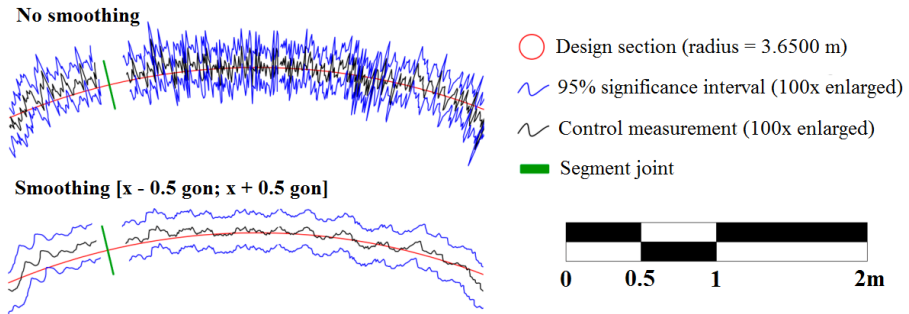 No smoothing
Design section (radius = 3.6500 m)
95% significance interval (100x enlarged)
Control measurement (100x enlarged)
Segment joint
Smoothing [x - 0.5 gon; x + 0.5 gon]
0 0.5 1 2m